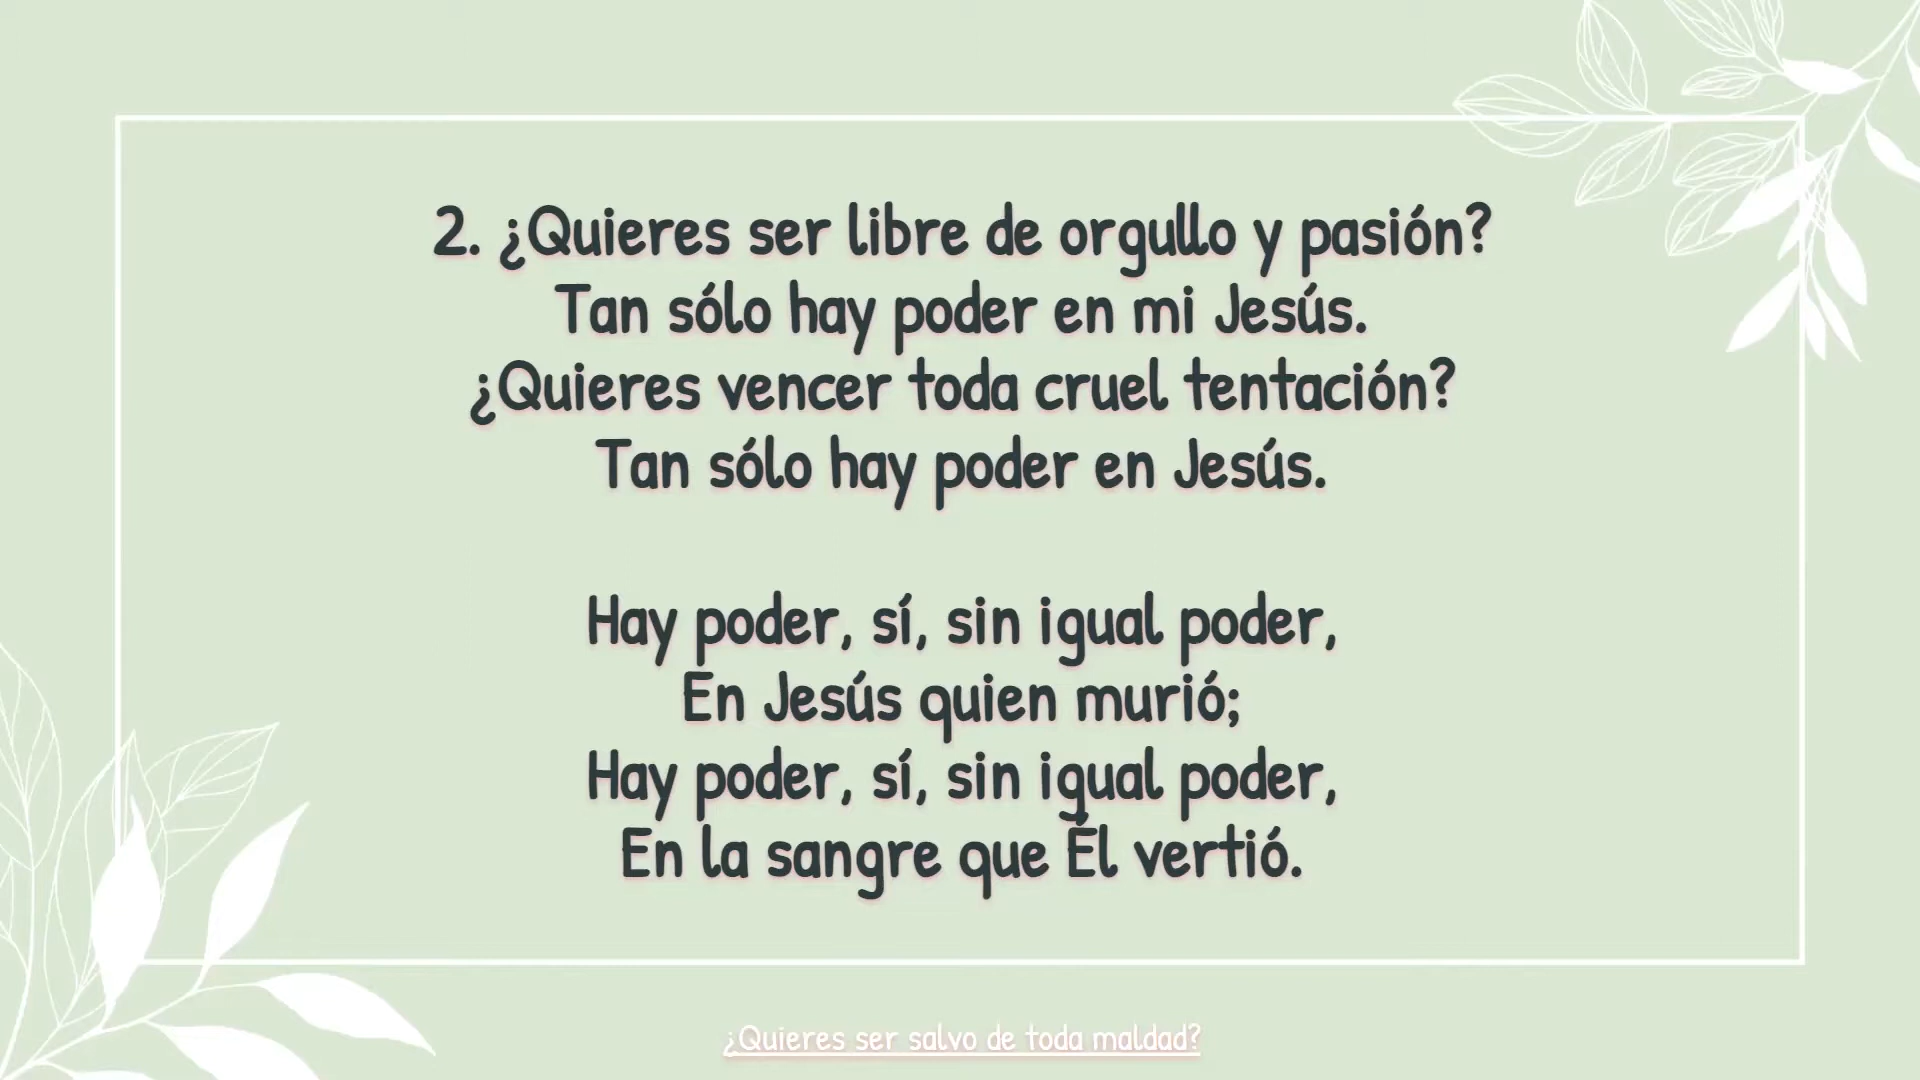 2. ¿Quieres ser libre de orgullo y pasión?
Tan sólo hay poder en mi Jesús.
¿Quieres vencer toda cruel tentación?
Tan sólo hay poder en Jesús.
Hay poder, sí, sin igual poder,
En Jesús quien murió;
Hay poder, sí, sin igual poder,
En la sangre que Él vertió.
¿Quieres ser salvo de toda maldad?